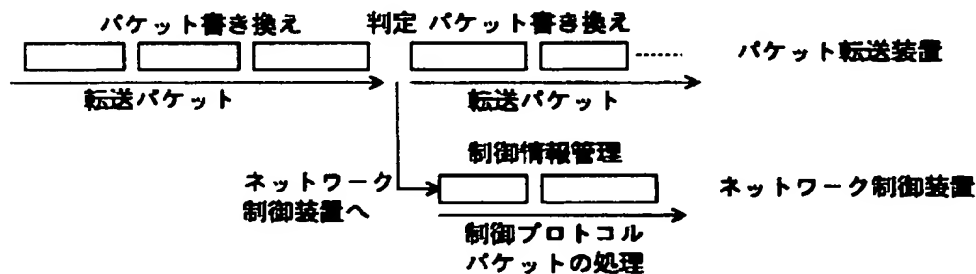 パケット書き換え 判定 パケット書き換え
パケット転送装置
転送パケット 転送パケット
制御情報管理
ネットワーク
制御装置へ
ネットワーク制御装置
制御プロトコル
パケットの処理